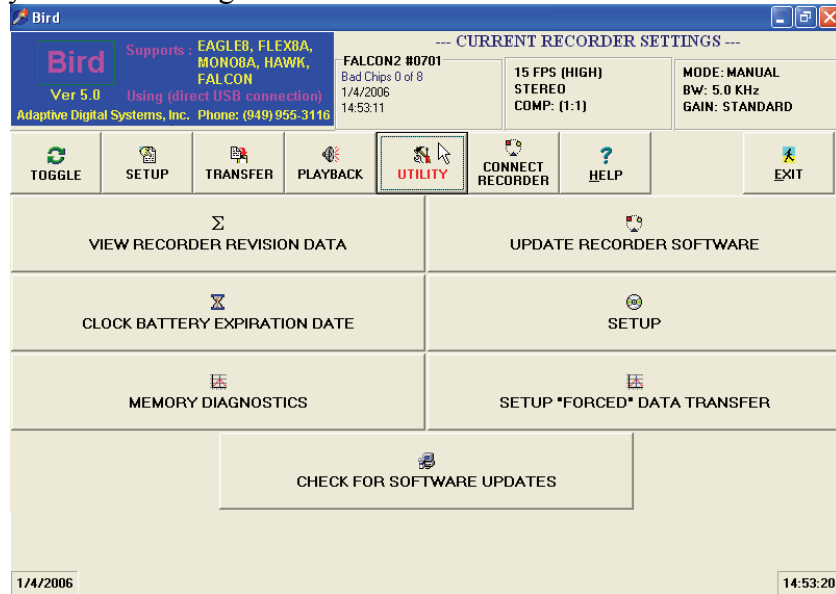 Bird
Bird
Ver 5.0
Supports :
EAGLE8, FLEX8A,
MONO8A, HAWK,
FALCON
Using (direct USB connection)
Adaptive Digital Systems, Inc. Phone: (949) 955-3116
--- CURRENT RECORDER SETTINGS ---
FALCON2 #0701
Bad Chips 0 of 8
1/4/2006
14:53:11
15 FPS (HIGH)
STEREO
COMP: (1:1)
MODE: MANUAL
BW: 5.0 KHz
GAIN: STANDARD
TOGGLE
SETUP
TRANSFER
PLAYBACK
UTILITY
CONNECT
RECORDER
HELP
EXIT
VIEW RECORDER REVISION DATA
UPDATE RECORDER SOFTWARE
CLOCK BATTERY EXPIRATION DATE
SETUP
MEMORY DIAGNOSTICS
SETUP "FORCED" DATA TRANSFER
CHECK FOR SOFTWARE UPDATES
1/4/2006
14:53:20